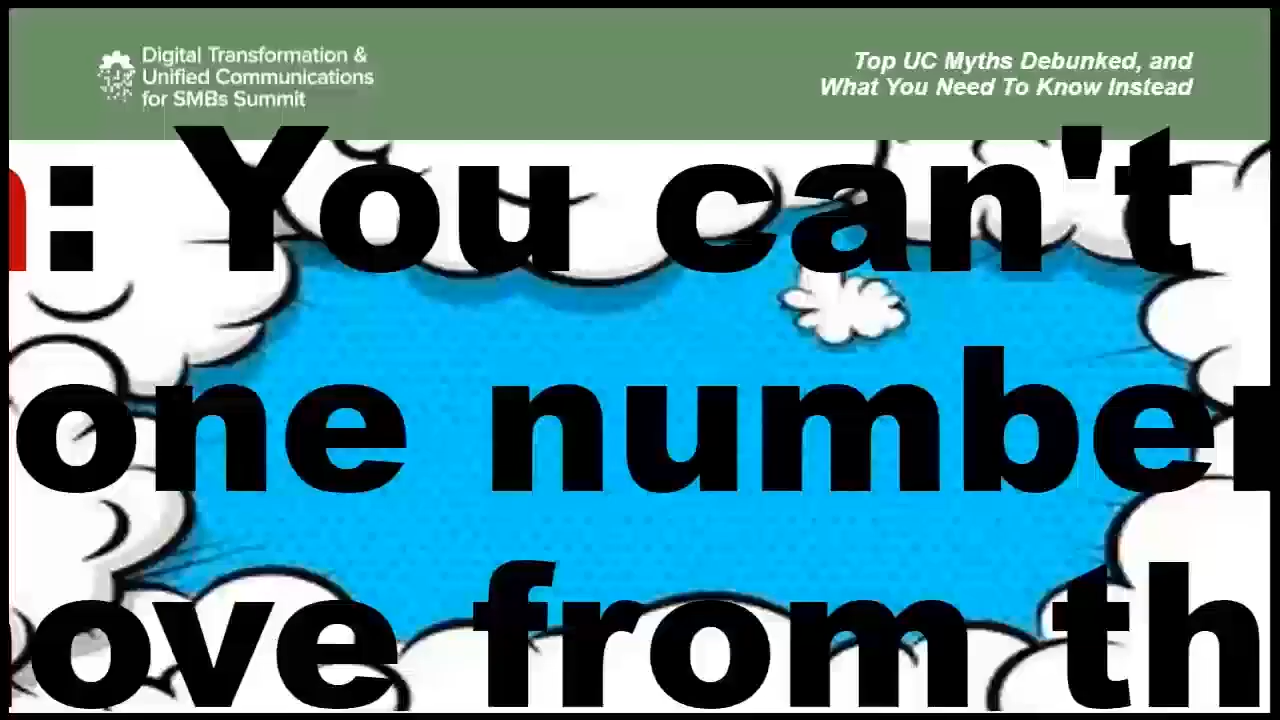 Digital Transformation &
Unified Communications
for SMBs Summit
Top UC Myths Debunked, and
What You Need To Know Instead
: You can't
one number
ove from th